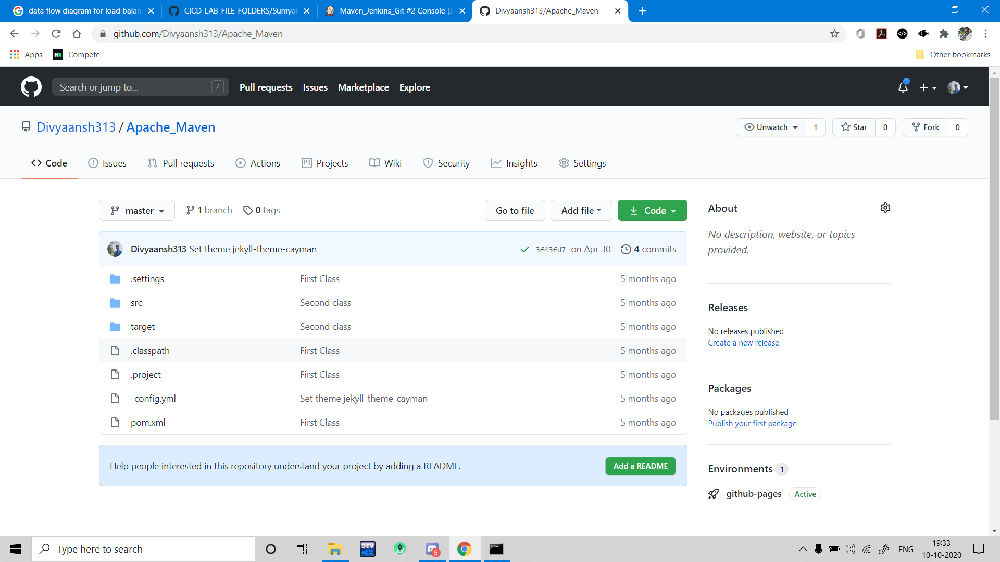 data flow diagram for load balan
CICD-LAB-FILE-FOLDERS/Sumya
Maven_Jenkins_Git #2 Console [J
Divyaansh313/Apache_Maven
github.com/Divyaansh313/Apache_Maven
Apps
Compete
Other bookmarks
Search or jump to...
/
Pull requests
Issues
Marketplace
Explore
Divyaansh313 / Apache_Maven
Unwatch
1
Star
0
Fork
0
Code
Issues
Pull requests
Actions
Projects
Wiki
Security
Insights
Settings
master
1 branch
0 tags
Go to file
Add file
Code
Divyaansh313 Set theme jekyll-theme-cayman
3f43fd7 on Apr 30
4 commits
.settings First Class 5 months ago
src Second class 5 months ago
target Second class 5 months ago
.classpath First Class 5 months ago
.project First Class 5 months ago
_config.yml Set theme jekyll-theme-cayman 5 months ago
pom.xml First Class 5 months ago
Help people interested in this repository understand your project by adding a README.
Add a README
About
No description, website, or topics
provided.
Releases
No releases published
Create a new release
Packages
No packages published
Publish your first package
Environments 1
github-pages Active
Type here to search
DEV
C++
5
ENG
19:33
10-10-2020